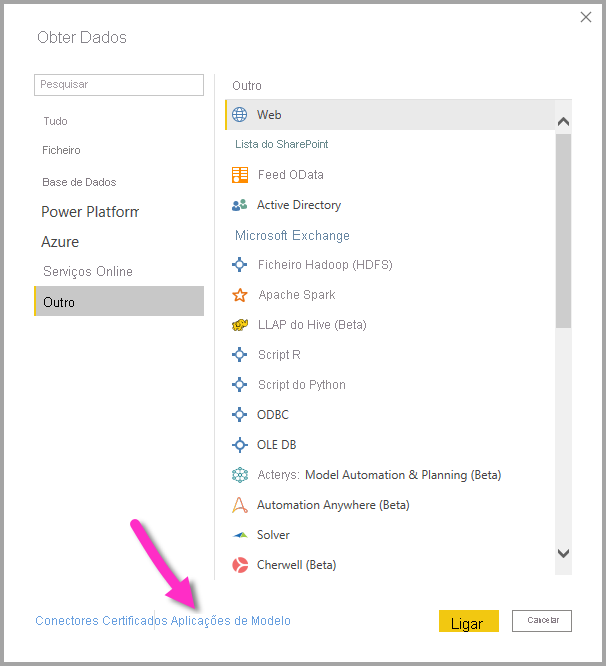 Obter Dados
Pesquisar
Tudo
Ficheiro
Base de Dados
Power Platform
Azure
Serviços Online
Outro
Outro
Web
Lista do SharePoint
Feed OData
Active Directory
Microsoft Exchange
Ficheiro Hadoop (HDFS)
Apache Spark
LLAP do Hive (Beta)
Script R
Script do Python
ODBC
OLE DB
Acterys: Model Automation & Planning (Beta)
Automation Anywhere (Beta)
Solver
Cherwell (Beta)
Conectores Certificados Aplicações de Modelo
Ligar
Cancelar